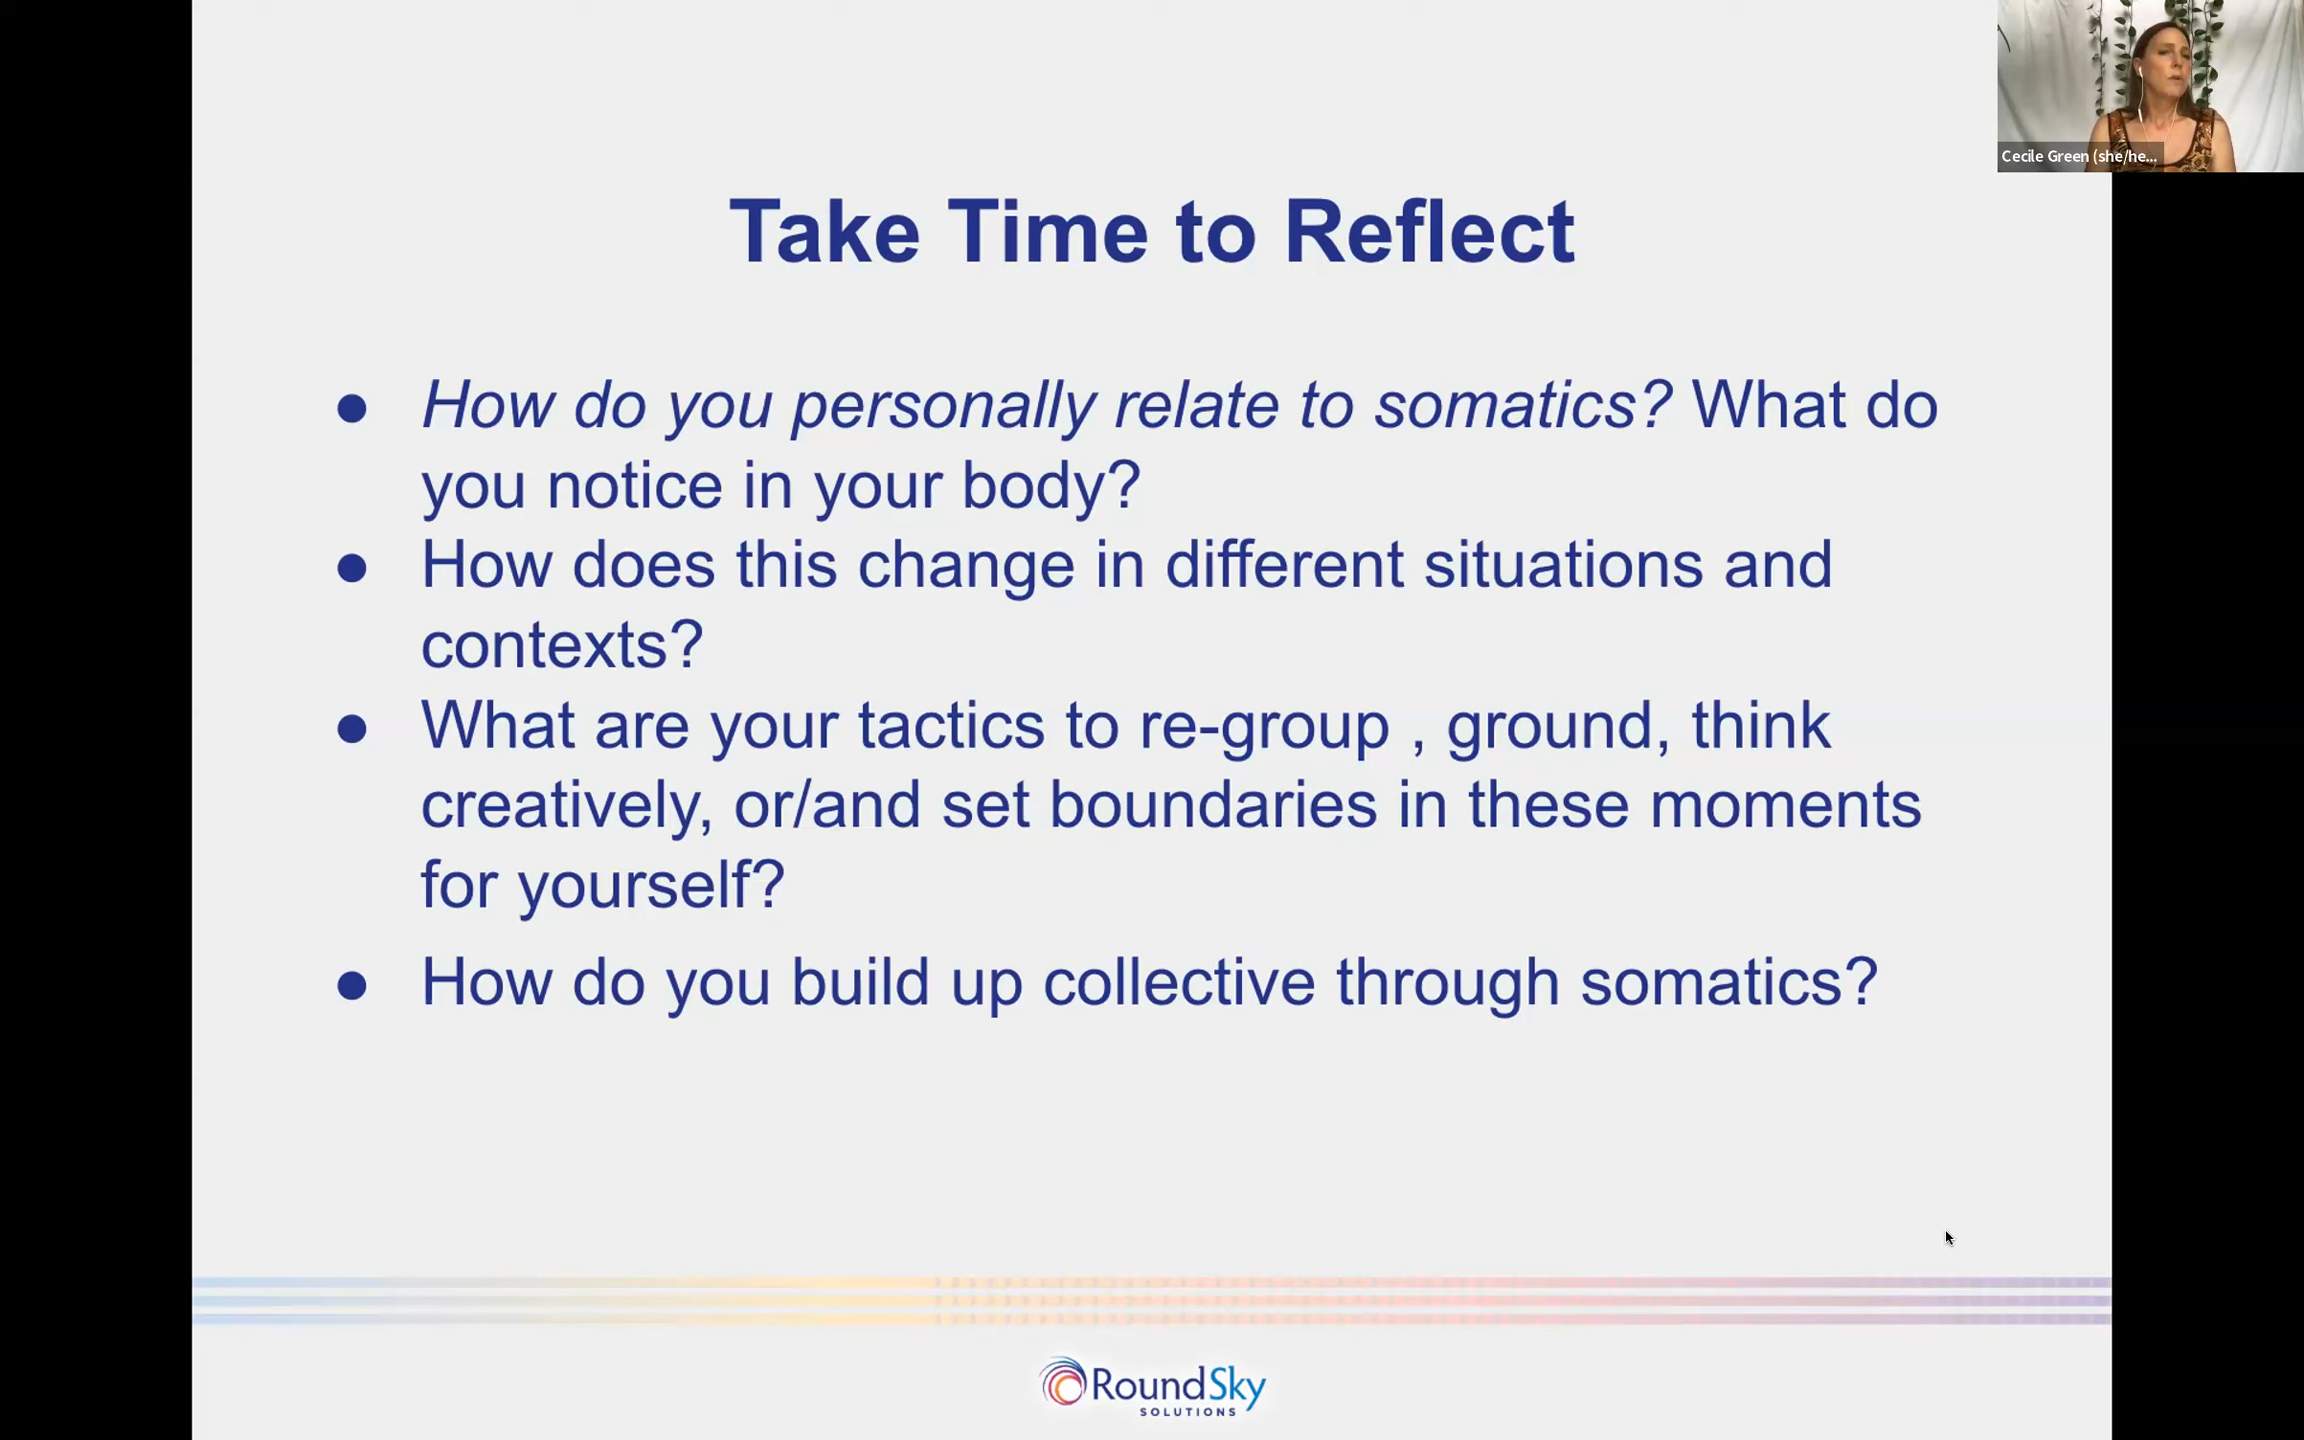 Cecile Green (she/he...
Take Time to Reflect
● How do you personally relate to somatics? What do
you notice in your body?
● How does this change in different situations and
contexts?
● What are your tactics to re-group , ground, think
creatively, or/and set boundaries in these moments
for yourself?
● How do you build up collective through somatics?
RoundSky
SOLUTIONS